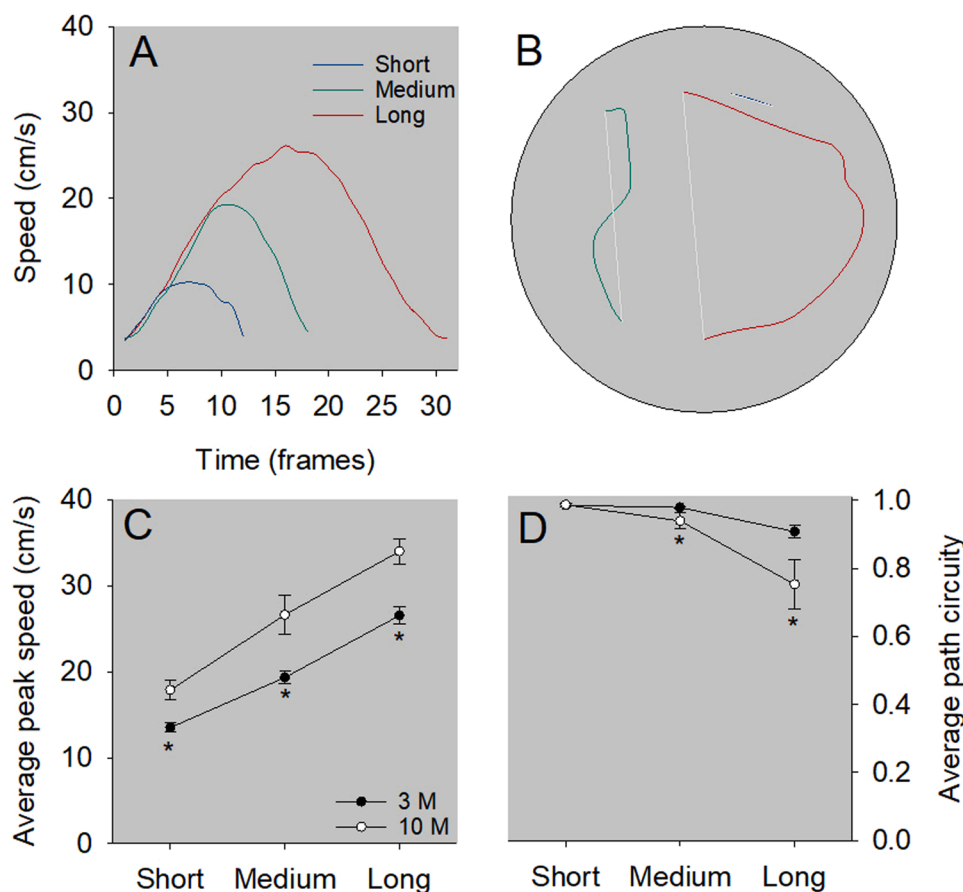 A
Short
Medium
Long
Speed (cm/s)
40
30
20
10
0
0 5 10 15 20 25 30
Time (frames)
B
C
Average peak speed (cm/s)
40
30
20
10
0
*
*
*
3 M
10 M
Short Medium Long
D
*
*
1.0
0.8
0.6
0.4
0.2
0.0
Average path circuity
Short Medium Long